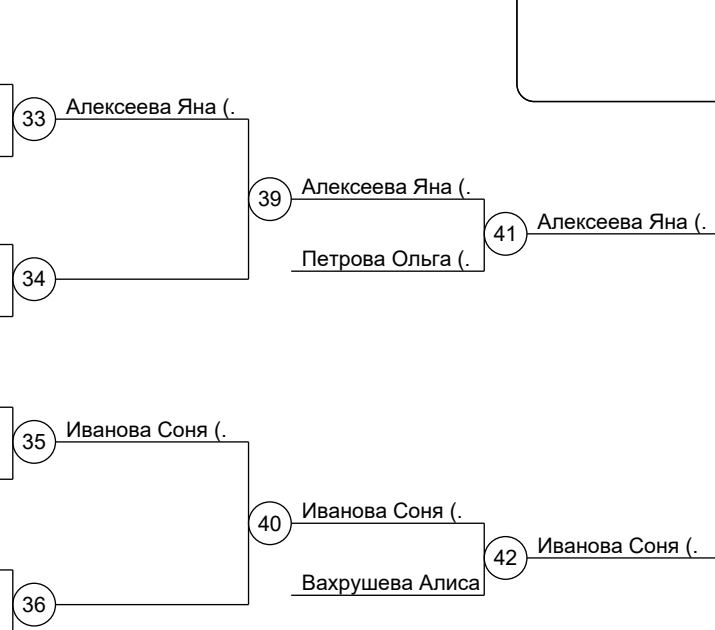 33 Алексеева Яна (.
39 Алексеева Яна (.
41 Алексеева Яна (.
Петрова Ольга (.
34
35 Иванова Соня (.
40 Иванова Соня (.
42 Иванова Соня (.
Вахрушева Алиса
36